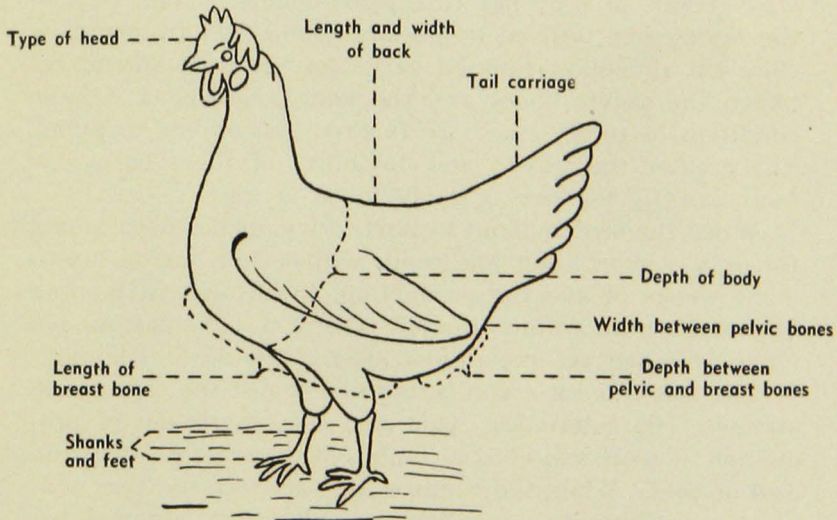 Type of head
Length and width
of back
Tail carriage
Depth of body
Width between pelvic bones
Length of
breast bone
Depth between
pelvic and breast bones
Shanks
and feet